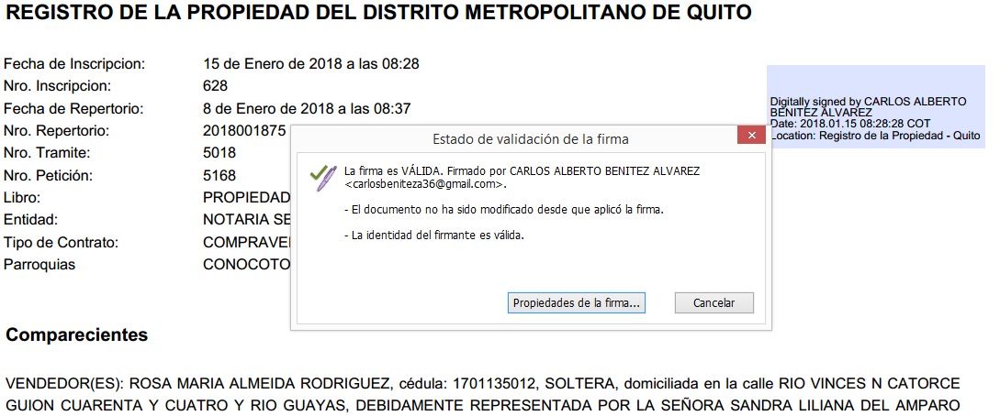 REGISTRO DE LA PROPIEDAD DEL DISTRITO METROPOLITANO DE QUITO
Fecha de Inscripcion: 15 de Enero de 2018 a las 08:28
Nro. Inscripcion: 628
Fecha de Repertorio: 8 de Enero de 2018 a las 08:37
Nro. Repertorio: 2018001875
Nro. Tramite: 5018
Nro. Petición: 5168
Libro: PROPIEDAD
Entidad: NOTARIA SE
Tipo de Contrato: COMPRAVE
Parroquias CONOCOTO
Digitally signed by CARLOS ALBERTO
BENITEZ ALVAREZ
Date: 2018.01.15 08:28:28 COT
Location: Registro de la Propiedad - Quito
Estado de validación de la firma
La firma es VÁLIDA. Firmado por CARLOS ALBERTO BENITEZ ALVAREZ
<carlosbeniteza36@gmail.com>.
- El documento no ha sido modificado desde que aplicó la firma.
- La identidad del firmante es válida.
Propiedades de la firma... Cancelar
Comparecientes
VENDEDOR(ES): ROSA MARIA ALMEIDA RODRIGUEZ, cédula: 1701135012, SOLTERA, domiciliada en la calle RIO VINCES N CATORCE
GUION CUARENTA Y CUATRO Y RIO GUAYAS, DEBIDAMENTE REPRESENTADA POR LA SEÑORA SANDRA LILIANA DEL AMPARO